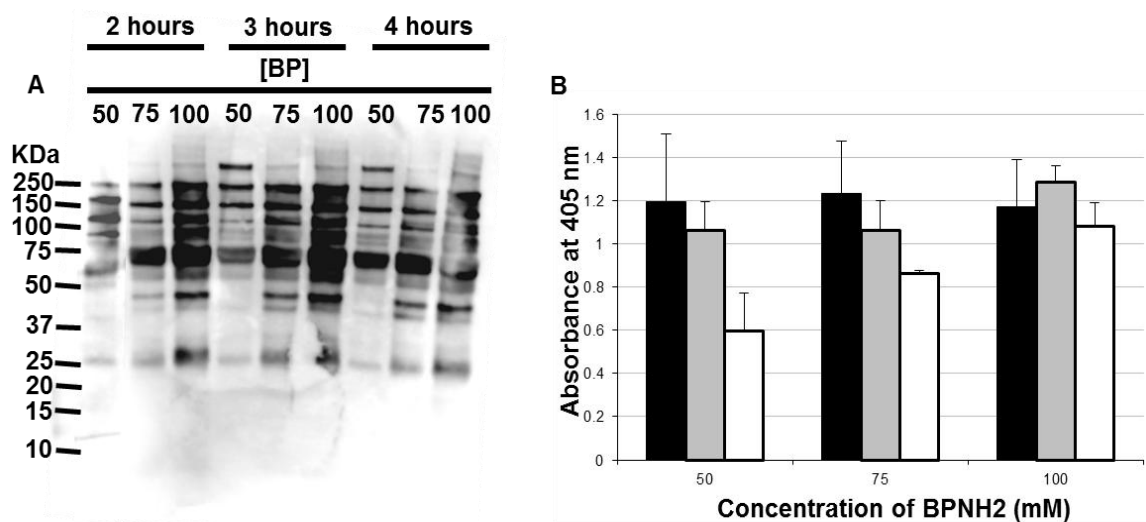 2 hours 3 hours 4 hours
[BP]
A
50 75 100 50 75 100 50 75 100
KDa
250
150
100
75
50
37
25
20
15
10
B
Absorbance at 405 nm
1.6
1.4
1.2
1
0.8
0.6
0.4
0.2
0
50 75 100
Concentration of BPNH2 (mM)